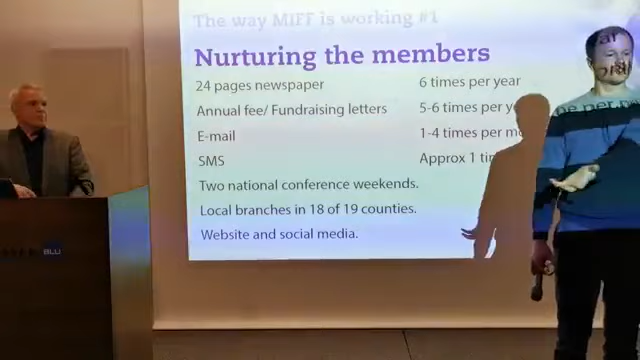 The way MIFF is working #1
Nurturing the members
24 pages newspaper 6 times per year
Annual fee/ Fundraising letters 5-6 times per
E-mail 1-4 times per
SMS Approx 1
Two national conference weekends.
Local branches in 18 of 19 counties.
Website and social media.
BLU